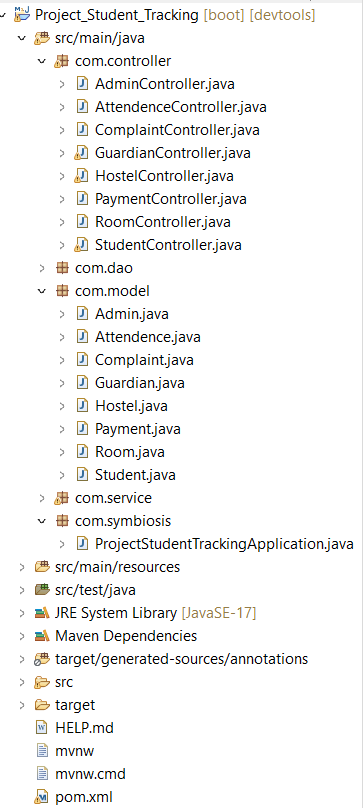 Project_Student_Tracking [boot] [devtools]
src/main/java
com.controller
AdminController.java
AttendenceController.java
ComplaintController.java
GuardianController.java
HostelController.java
PaymentController.java
RoomController.java
StudentController.java
com.dao
com.model
Admin.java
Attendence.java
Complaint.java
Guardian.java
Hostel.java
Payment.java
Room.java
Student.java
com.service
com.symbiosis
ProjectStudentTrackingApplication.java
src/main/resources
src/test/java
JRE System Library [JavaSE-17]
Maven Dependencies
target/generated-sources/annotations
src
target
HELP.md
mvnw
mvnw.cmd
pom.xml